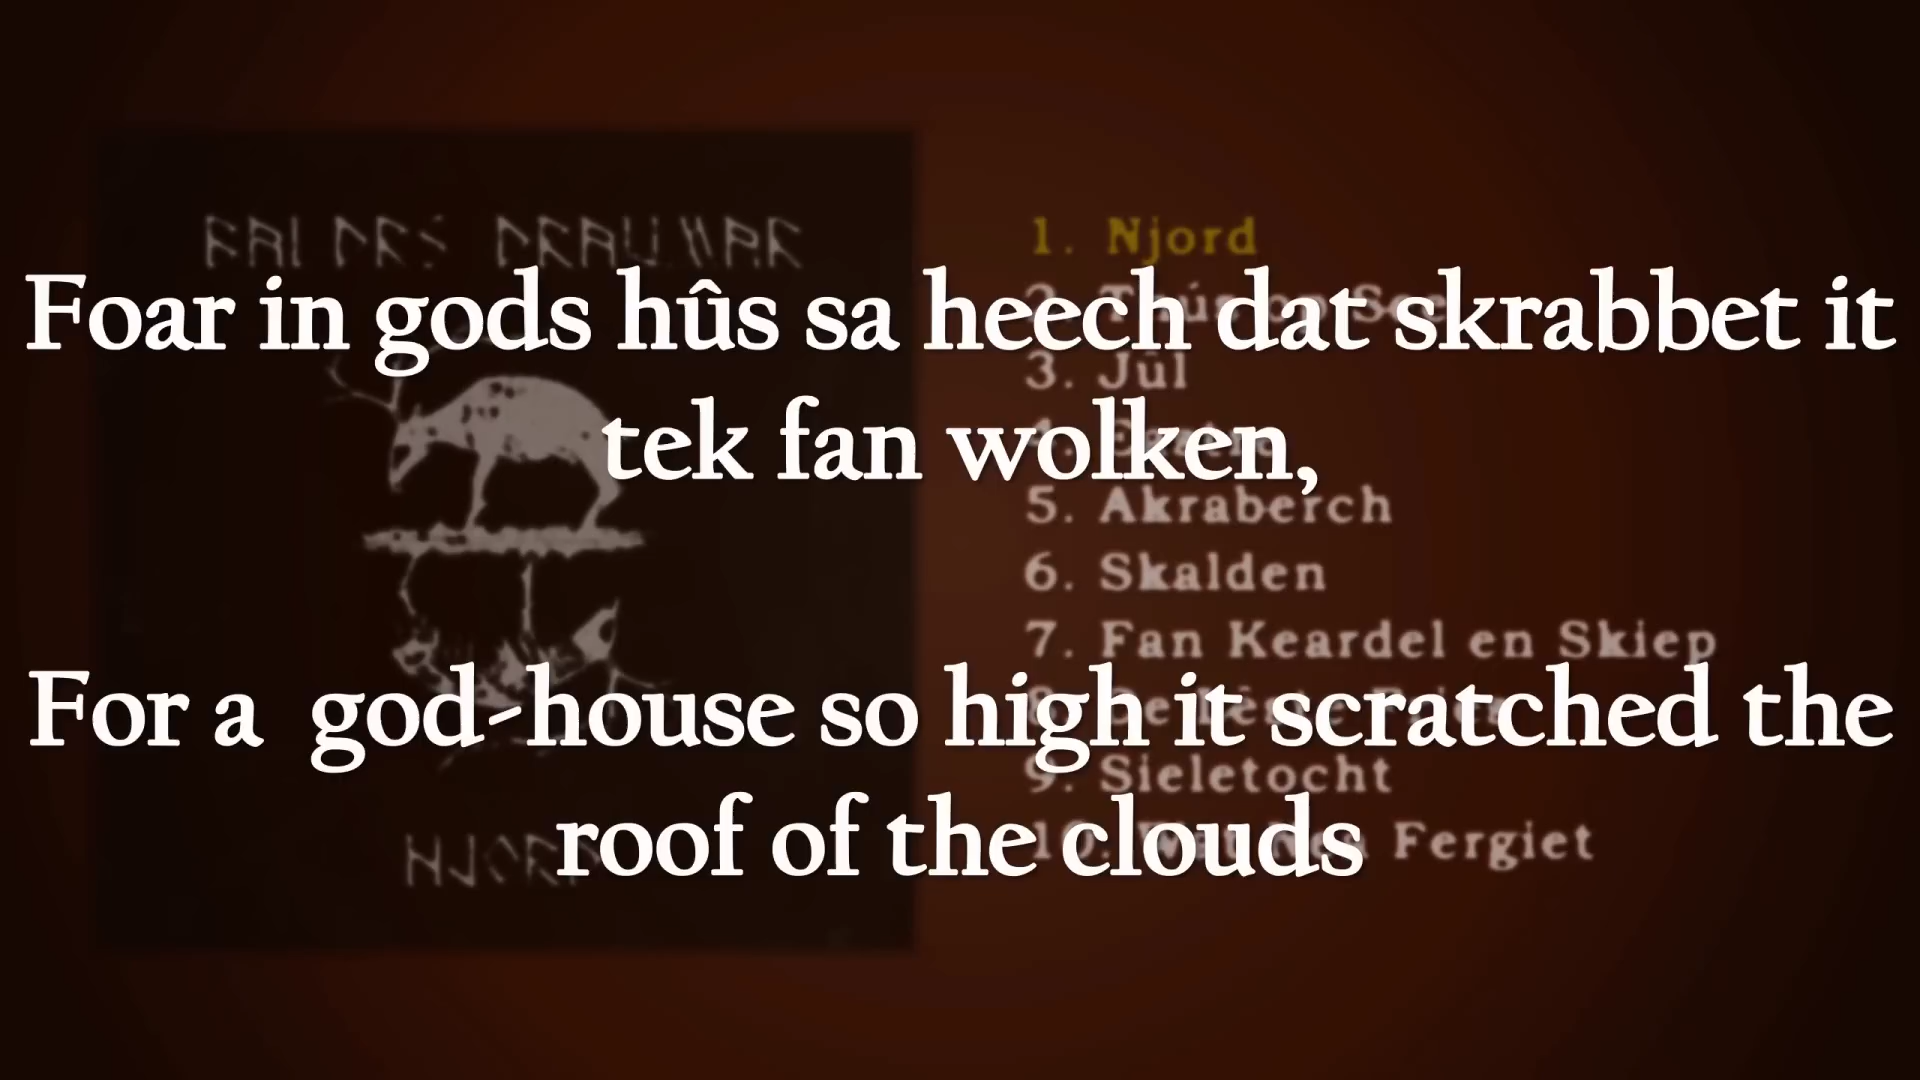 1. Njord
Foar in gods hûs sa heech dat skrabbet it
3. Jûl
tek fan wolken,
5. Akraberch
6. Skalden
7. Fan Keardel en Skiep
For a god-house so high it scratched the
9. Sieletocht
roof of the clouds
10. Fergiet